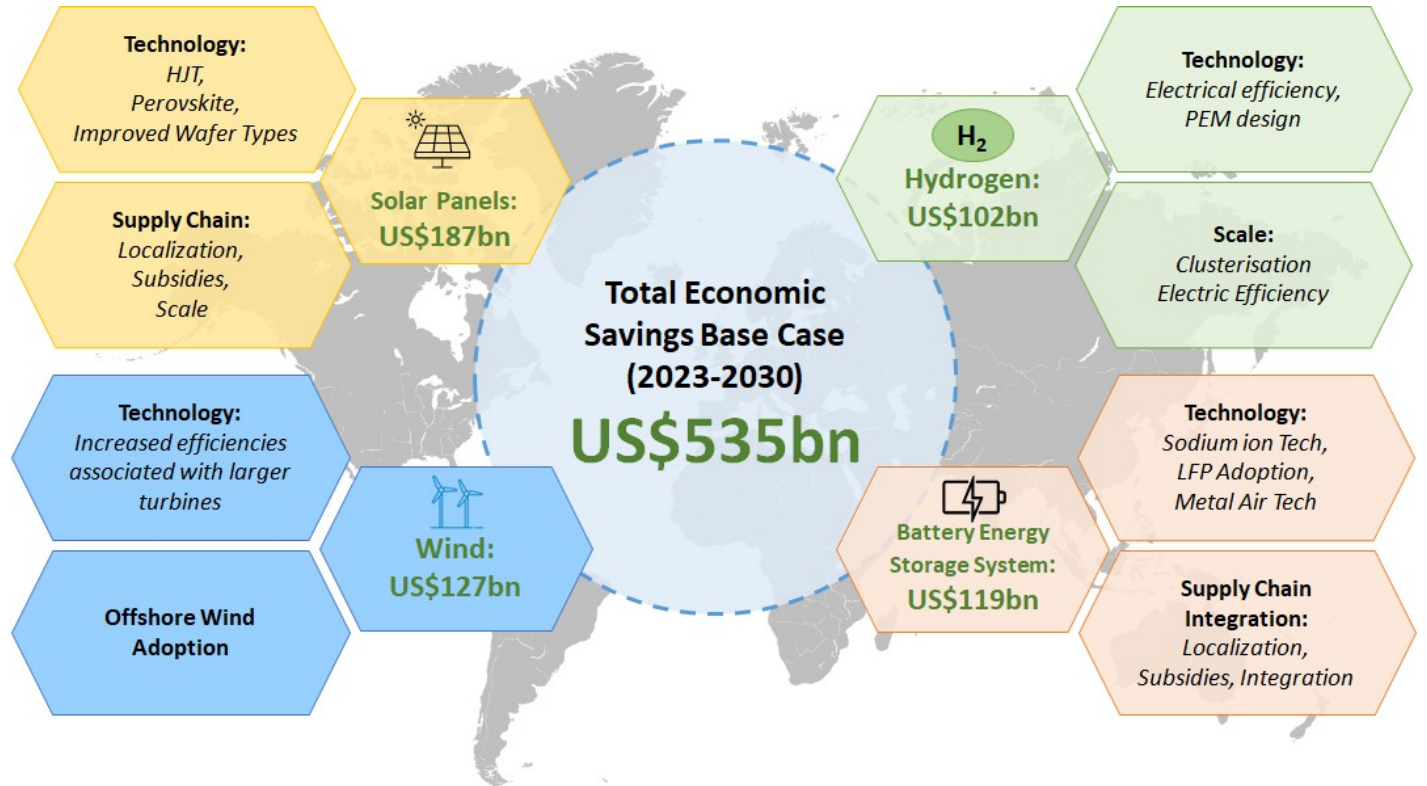 Technology:
HJT,
Perovskite,
Improved Wafer Types
Solar Panels:
US$187bn
Supply Chain:
Localization,
Subsidies,
Scale
Technology:
Increased efficiencies
associated with larger
turbines
Wind:
US$127bn
Offshore Wind
Adoption
Total Economic
Savings Base Case
(2023-2030)
US$535bn
H₂
Hydrogen:
US$102bn
Technology:
Electrical efficiency,
PEM design
Scale:
Clusterisation
Electric Efficiency
Battery Energy
Storage System:
US$119bn
Technology:
Sodium ion Tech,
LFP Adoption,
Metal Air Tech
Supply Chain
Integration:
Localization,
Subsidies, Integration